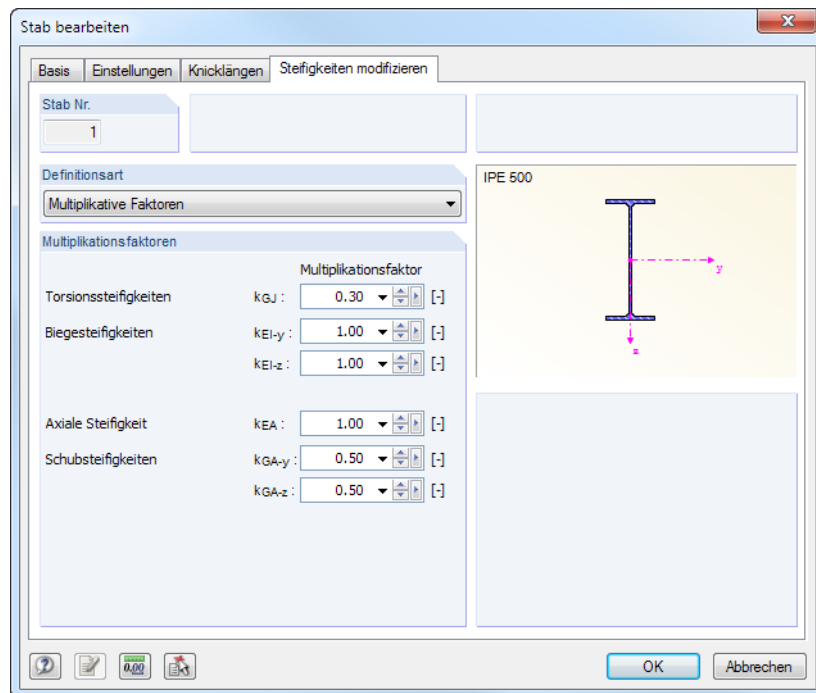 Stab bearbeiten
Basis Einstellungen Knicklängen Steifigkeiten modifizieren
Stab Nr.
1
Definitionsart
Multiplikative Faktoren
IPE 500
y
z
Multiplikationsfaktoren
Multiplikationsfaktor
Torsionssteifigkeiten kGJ : 0.30 [-]
Biegesteifigkeiten kEI-y : 1.00 [-]
kEI-z : 1.00 [-]
Axiale Steifigkeit kEA : 1.00 [-]
Schubsteifigkeiten kGA-y : 0.50 [-]
kGA-z : 0.50 [-]
0.00
OK Abbrechen